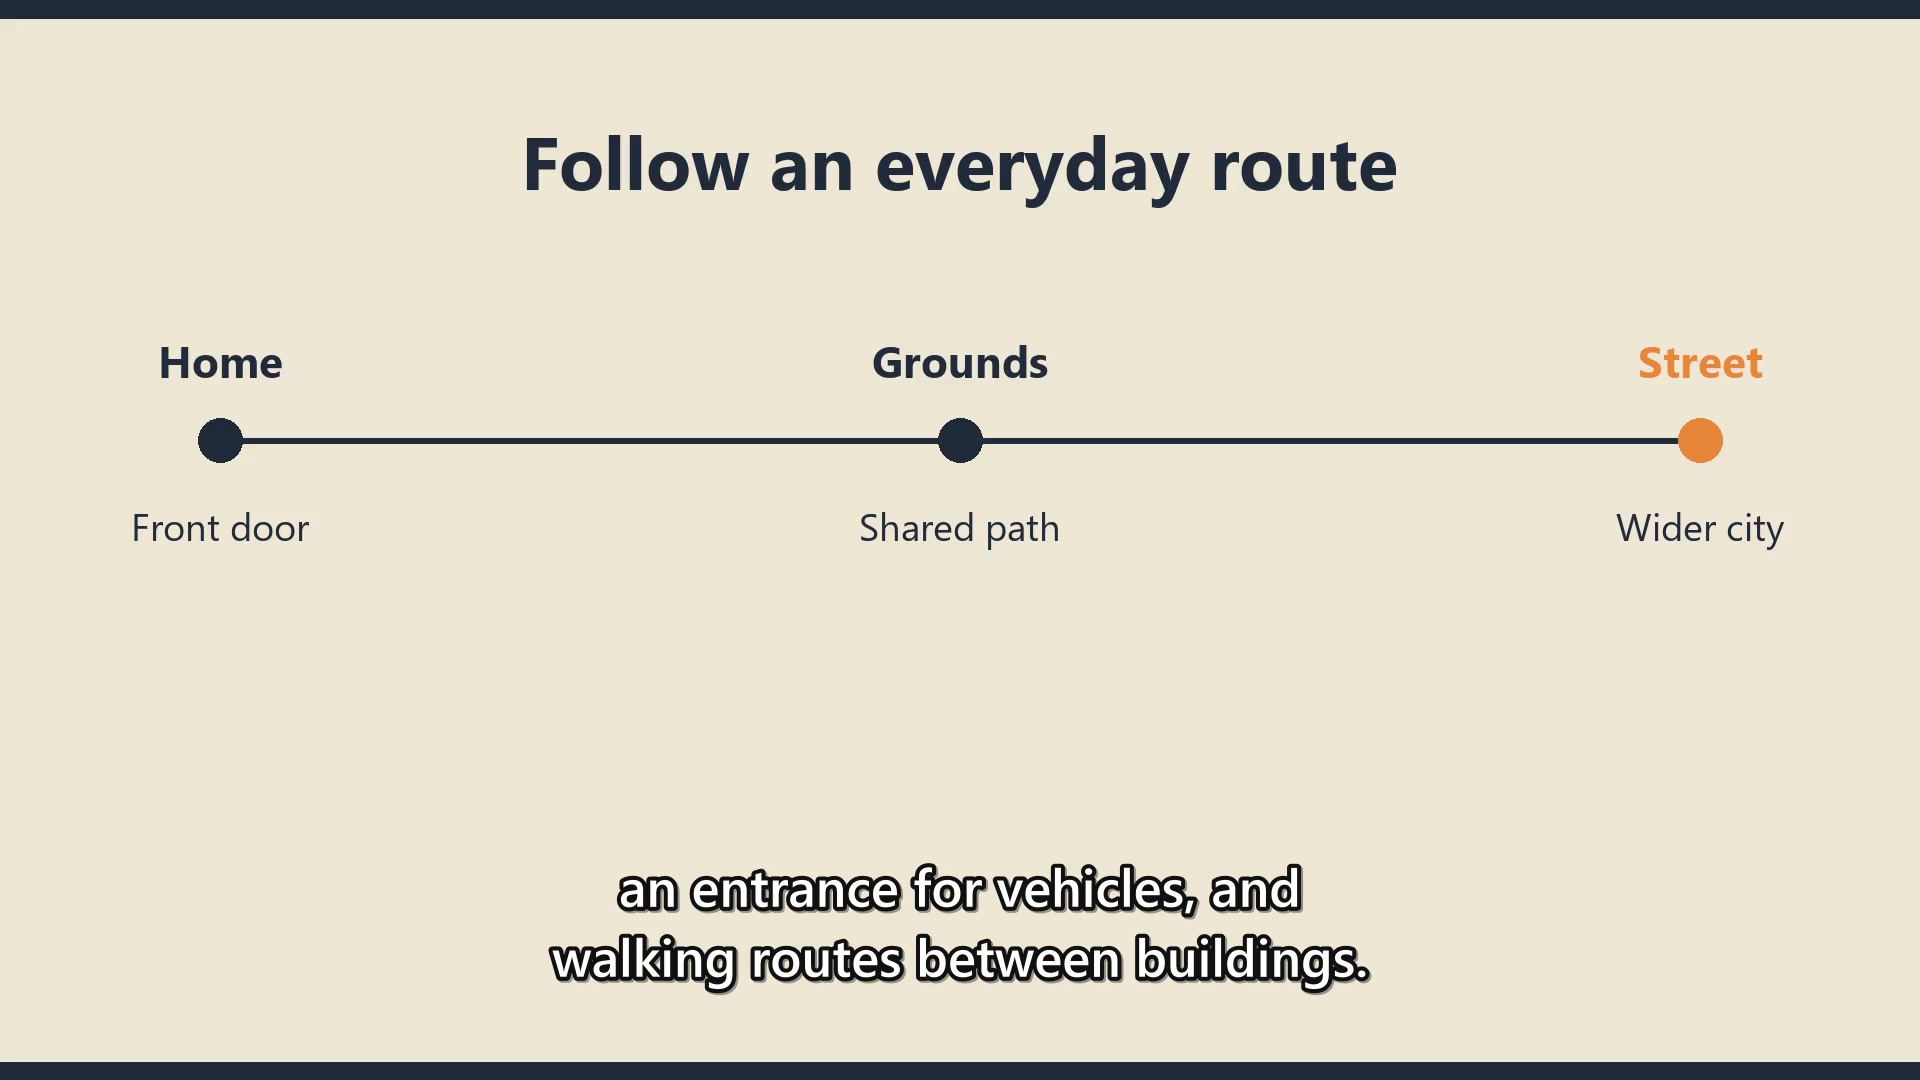 Follow an everyday route
Home Grounds Street
Front door Shared path Wider city
an entrance for vehicles, and
walking routes between buildings.